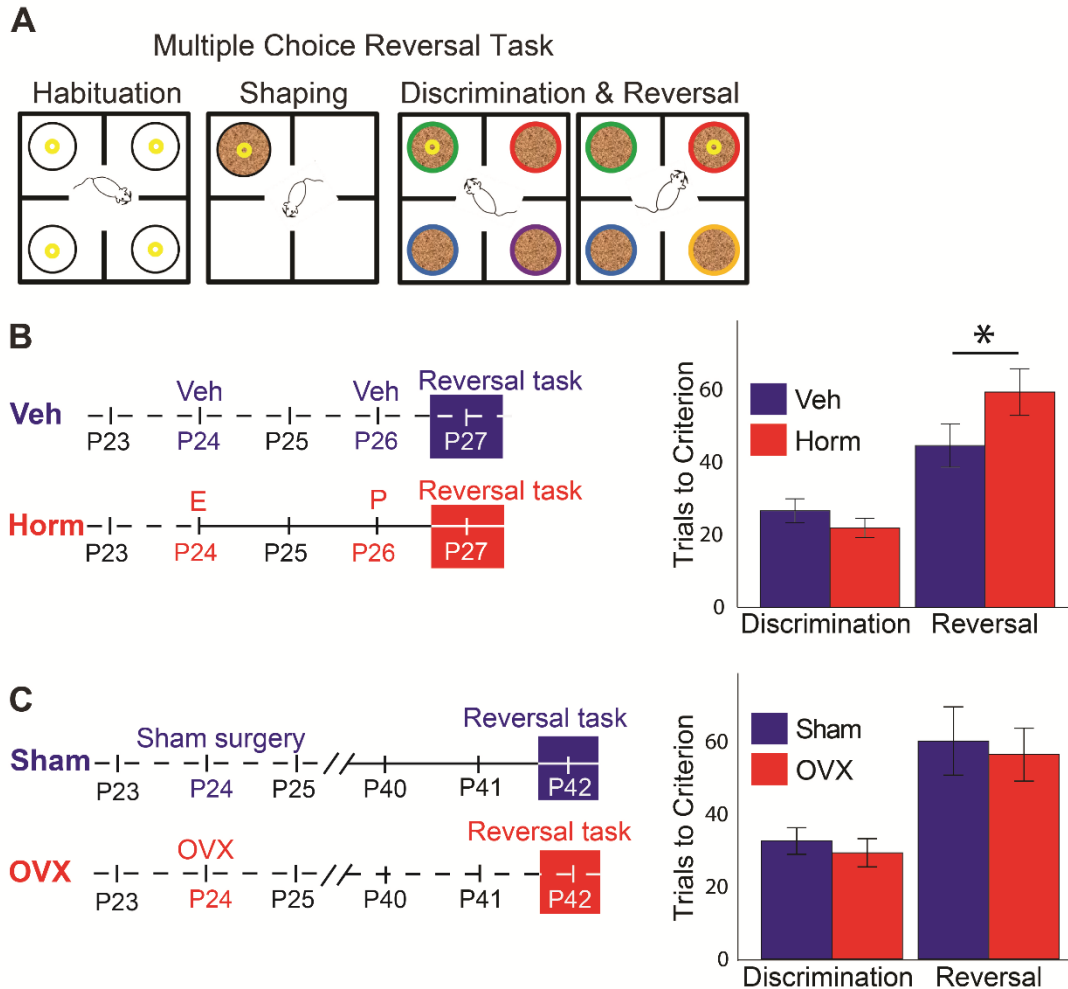 A
Multiple Choice Reversal Task
Habituation Shaping Discrimination & Reversal
B
Veh Veh Reversal task
Veh
P23 P24 P25 P26 P27
E P Reversal task
Horm
P23 P24 P25 P26 P27
Trials to Criterion
60
40
20
0
*
Veh
Horm
Discrimination Reversal
C
Sham surgery Reversal task
Sham
P23 P24 P25 // P40 P41 P42
OVX Reversal task
OVX
P23 P24 P25 // P40 P41 P42
Trials to Criterion
60
40
20
0
Sham
OVX
Discrimination Reversal